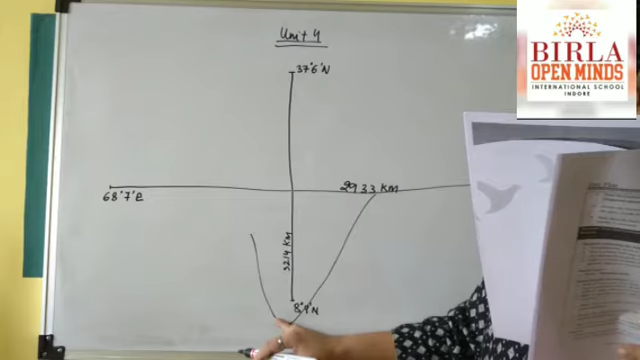 Unit 4
37°6'N
2933 KM
68°7'E
3214 KM
8°4'N
BIRLA
OPEN MINDS
INTERNATIONAL SCHOOL
INDORE